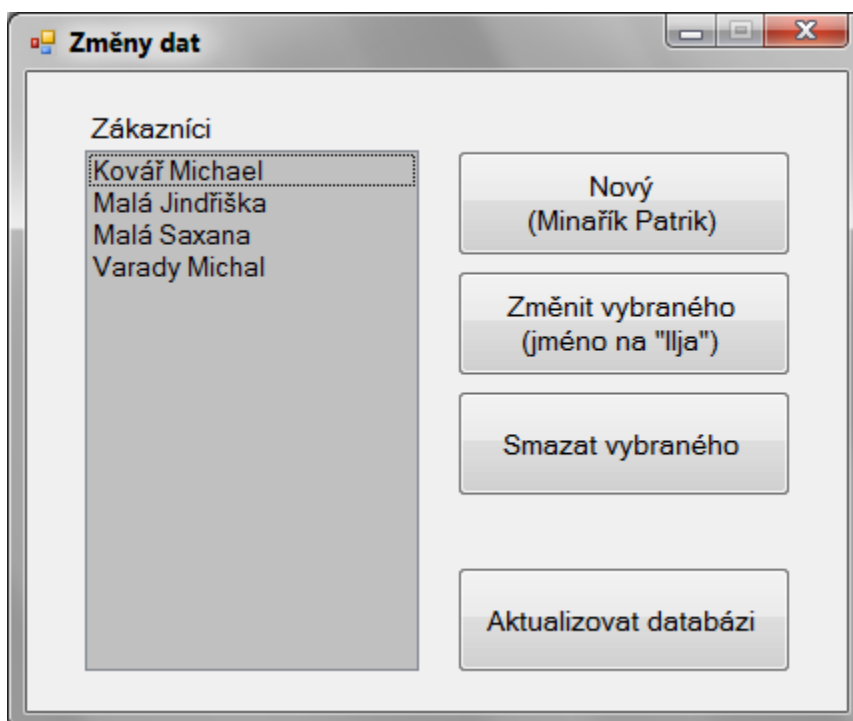 Změny dat
Zákazníci
Kovář Michael
Malá Jindřiška
Malá Saxana
Varady Michal
Nový
(Minařík Patrik)
Změnit vybraného
(jméno na "Ilja")
Smazat vybraného
Aktualizovat databázi